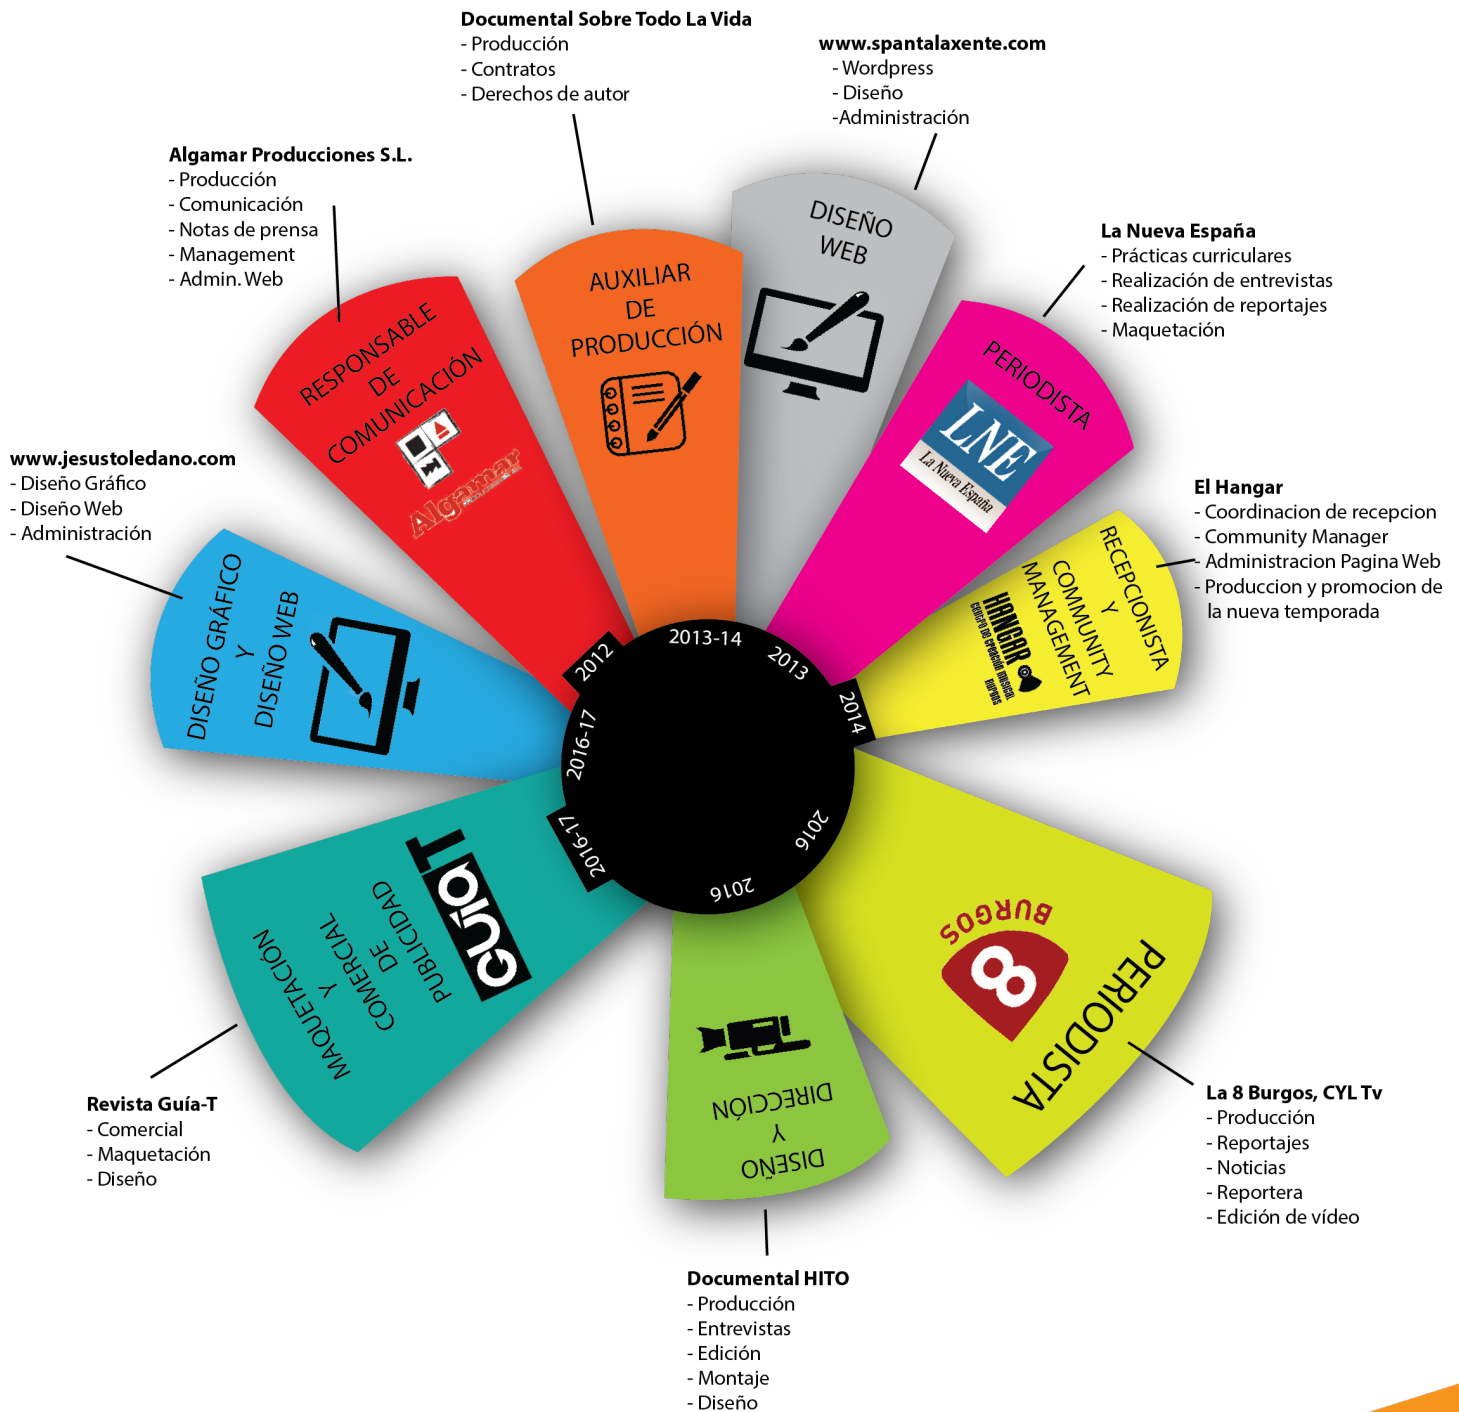 Documental Sobre Todo La Vida
- Producción
- Contratos
- Derechos de autor
www.spantalaxente.com
- Wordpress
- Diseño
-Administración
Algamar Producciones S.L.
- Producción
- Comunicación
- Notas de prensa
- Management
- Admin. Web
La Nueva España
- Prácticas curriculares
- Realización de entrevistas
- Realización de reportajes
- Maquetación
www.jesustoledano.com
- Diseño Gráfico
- Diseño Web
- Administración
El Hangar
- Coordinacion de recepcion
- Community Manager
- Administracion Pagina Web
- Produccion y promocion de
la nueva temporada
DISEÑO GRÁFICO
Y
DISEÑO WEB
RESPONSABLE
DE
COMUNICACIÓN
Algamar
AUXILIAR
DE
PRODUCCIÓN
DISEÑO
WEB
PERIODISTA
LNE
La Nueva España
RECEPCIONISTA
Y
COMMUNITY
MANAGEMENT
HANGAR
centro de creación musical
Burgos
2012
2013-14
2013
2014
2016-17
2016-17
2016
2016
GuíaT
MAQUETACIÓN
Y
COMERCIAL
DE
PUBLICIDAD
DISEÑO
Y
DIRECCIÓN
8
BURGOS
PERIODISTA
Revista Guía-T
- Comercial
- Maquetación
- Diseño
La 8 Burgos, CYL Tv
- Producción
- Reportajes
- Noticias
- Reportera
- Edición de vídeo
Documental HITO
- Producción
- Entrevistas
- Edición
- Montaje
- Diseño